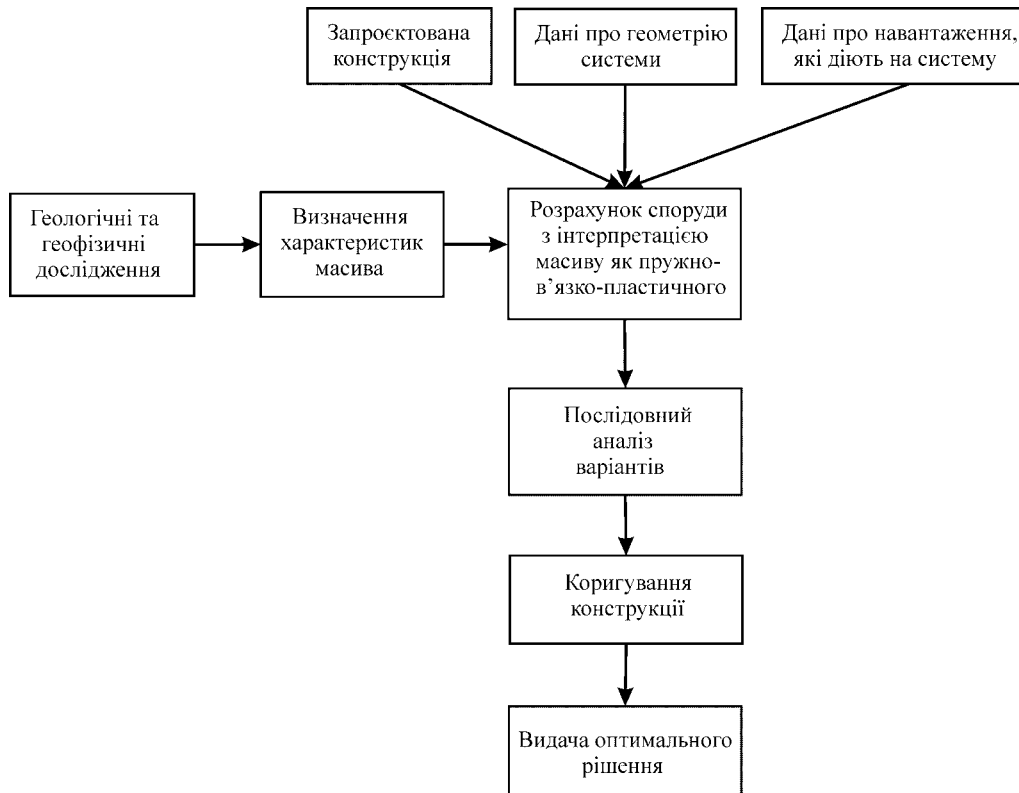 Запроєктована
конструкція
Дані про геометрію
системи
Дані про навантаження,
які діють на систему
Геологічні та
геофізичні
дослідження
Визначення
характеристик
масива
Розрахунок споруди
з інтерпретацією
масиву як пружно-
в’язко-пластичного
Послідовний
аналіз
варіантів
Коригування
конструкції
Видача оптимального
рішення